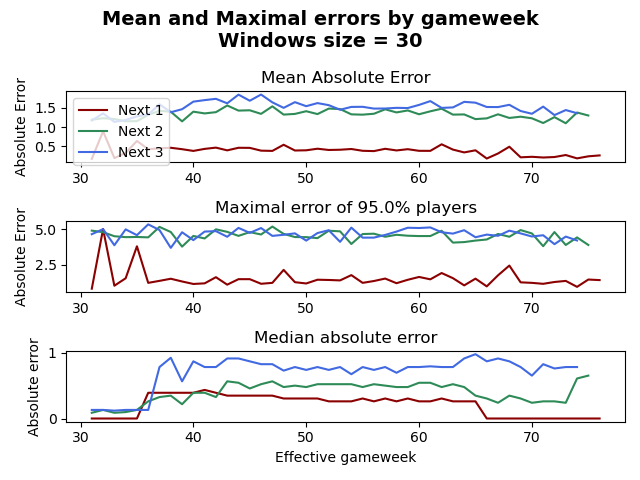 Mean and Maximal errors by gameweek
Windows size = 30
Mean Absolute Error
Absolute Error
1.5
1.0
0.5
Next 1
Next 2
Next 3
30 40 50 60 70
Maximal error of 95.0% players
Absolute Error
5.0
2.5
30 40 50 60 70
Median absolute error
Absolute error
1
0
30 40 50 60 70
Effective gameweek